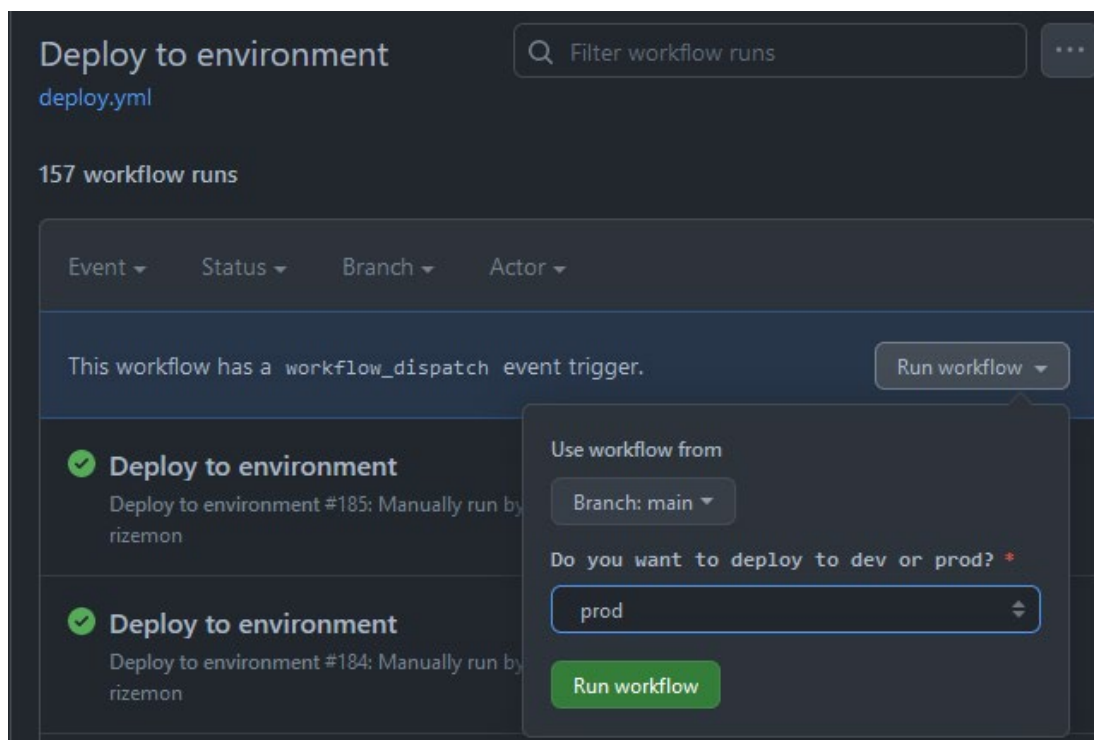 Deploy to environment
Filter workflow runs
deploy.yml
157 workflow runs
Event
Status
Branch
Actor
This workflow has a workflow_dispatch event trigger.
Run workflow
Deploy to environment
Deploy to environment #185: Manually run by
rizemon
Deploy to environment
Deploy to environment #184: Manually run by
rizemon
Use workflow from
Branch: main
Do you want to deploy to dev or prod? *
prod
Run workflow